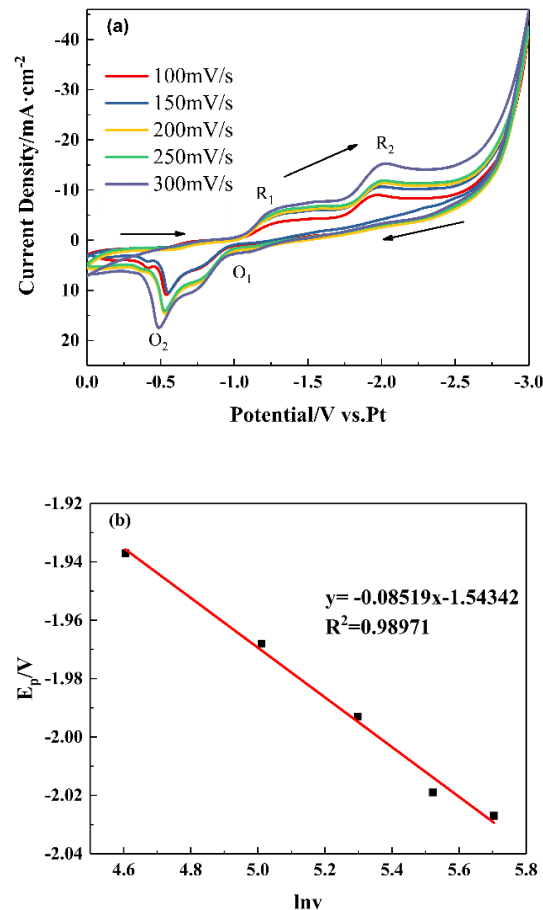 (a)
-40
-30
-20
-10
0
10
20
100mV/s
150mV/s
200mV/s
250mV/s
300mV/s
R₁
R₂
O₁
O₂
Current Density/mA·cm⁻²
0.0 -0.5 -1.0 -1.5 -2.0 -2.5 -3.0
Potential/V vs.Pt
(b)
-1.92
-1.94
-1.96
-1.98
-2.00
-2.02
-2.04
y= -0.08519x-1.54342
R²=0.98971
Eₚ/V
4.6 4.8 5.0 5.2 5.4 5.6 5.8
lnv